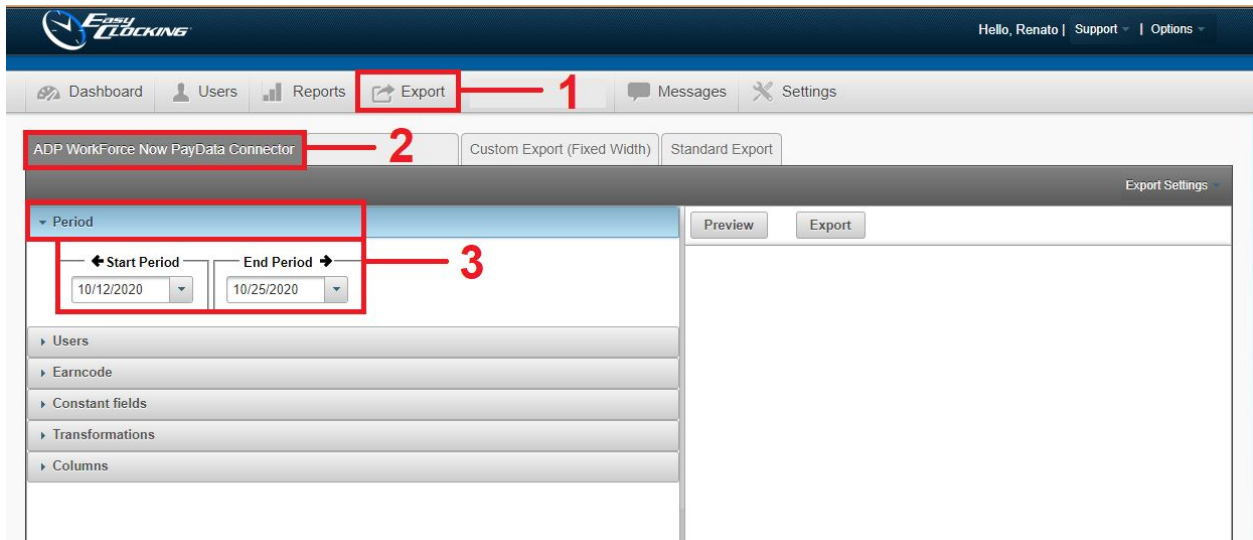 EASY CLOCKING
Hello, Renato | Support | Options
Dashboard Users Reports Export 1 Messages Settings
ADP WorkForce Now PayData Connector 2 Custom Export (Fixed Width) Standard Export
Export Settings
Period
Preview Export
Start Period End Period 3
10/12/2020 10/25/2020
Users
Earncode
Constant fields
Transformations
Columns